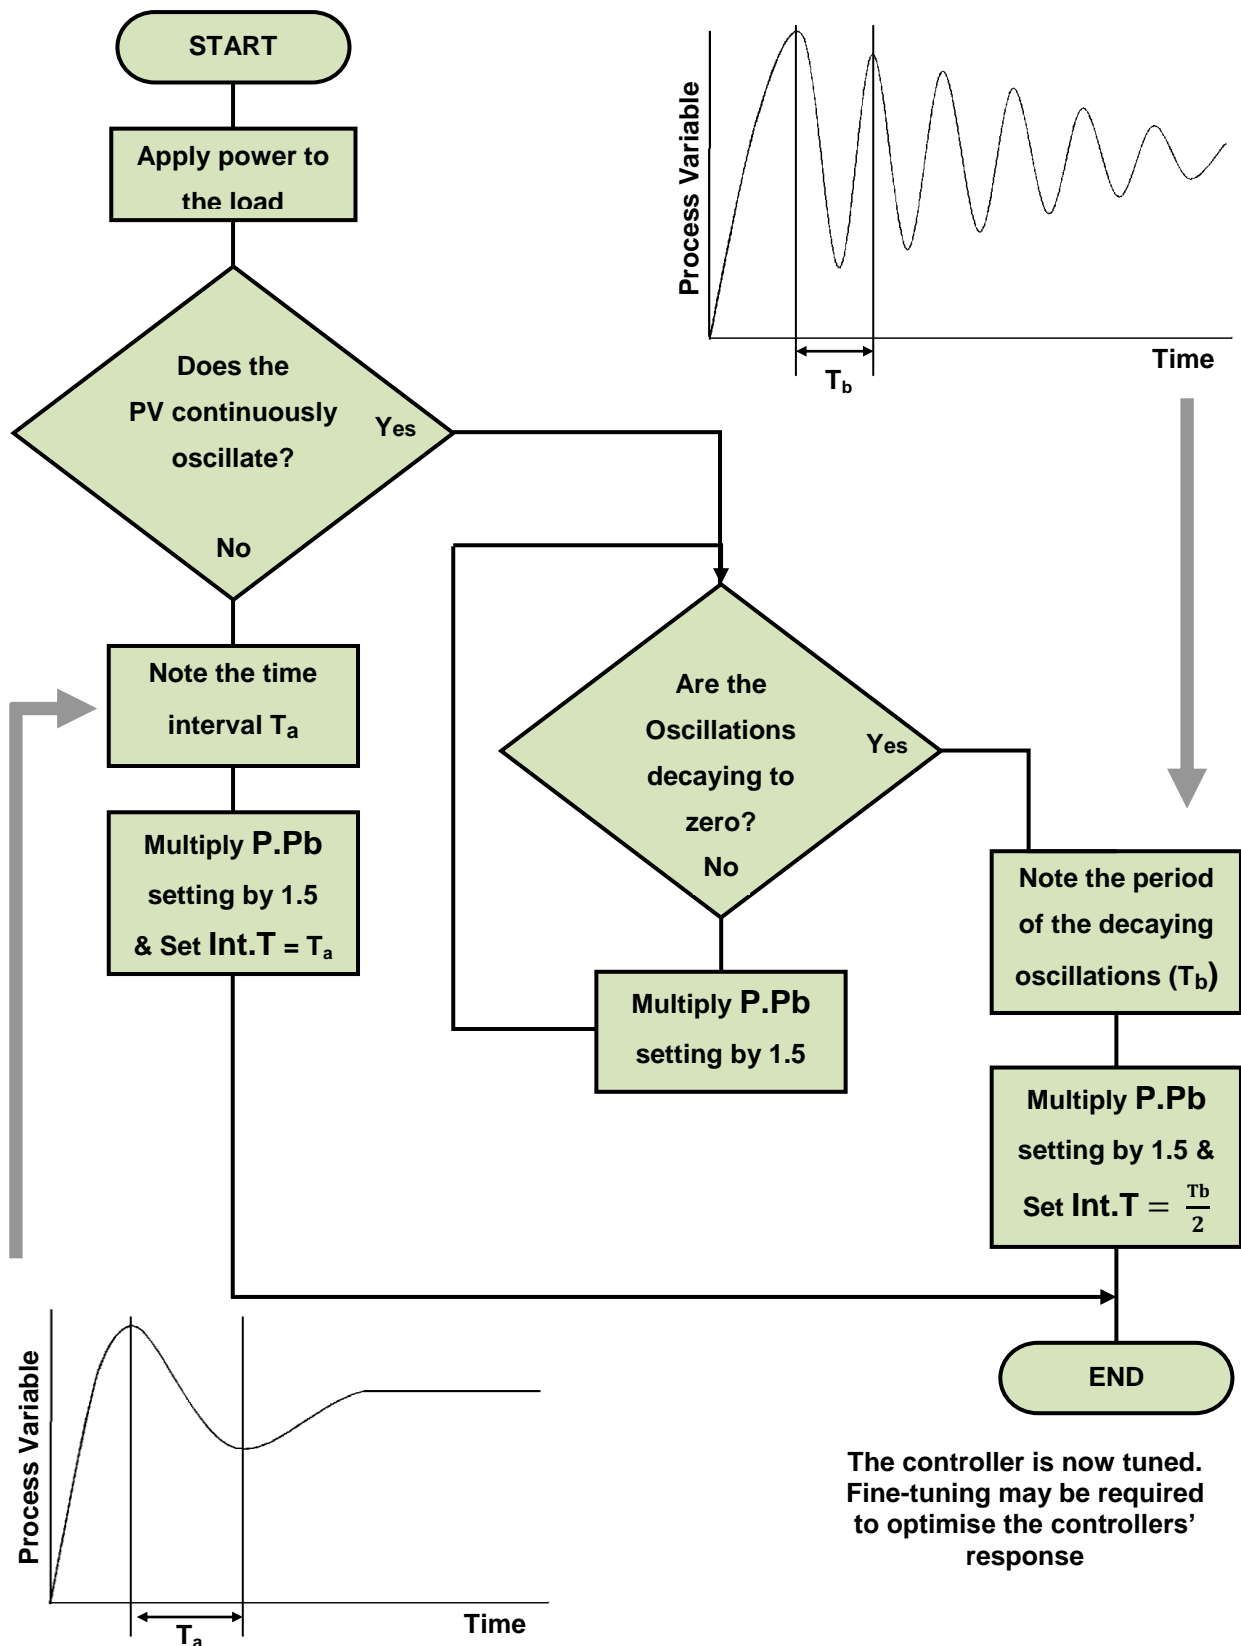 START
Apply power to
the load
Does the
PV continuously
oscillate?
Yes
No
Note the time
interval Ta
Multiply P.Pb
setting by 1.5
& Set Int.T = Ta
Process Variable
Tb
Time
Are the
Oscillations
decaying to
zero?
Yes
No
Multiply P.Pb
setting by 1.5
Note the period
of the decaying
oscillations (Tb)
Multiply P.Pb
setting by 1.5 &
Set Int.T = Tb/2
END
The controller is now tuned.
Fine-tuning may be required
to optimise the controllers’
response
Process Variable
Ta
Time